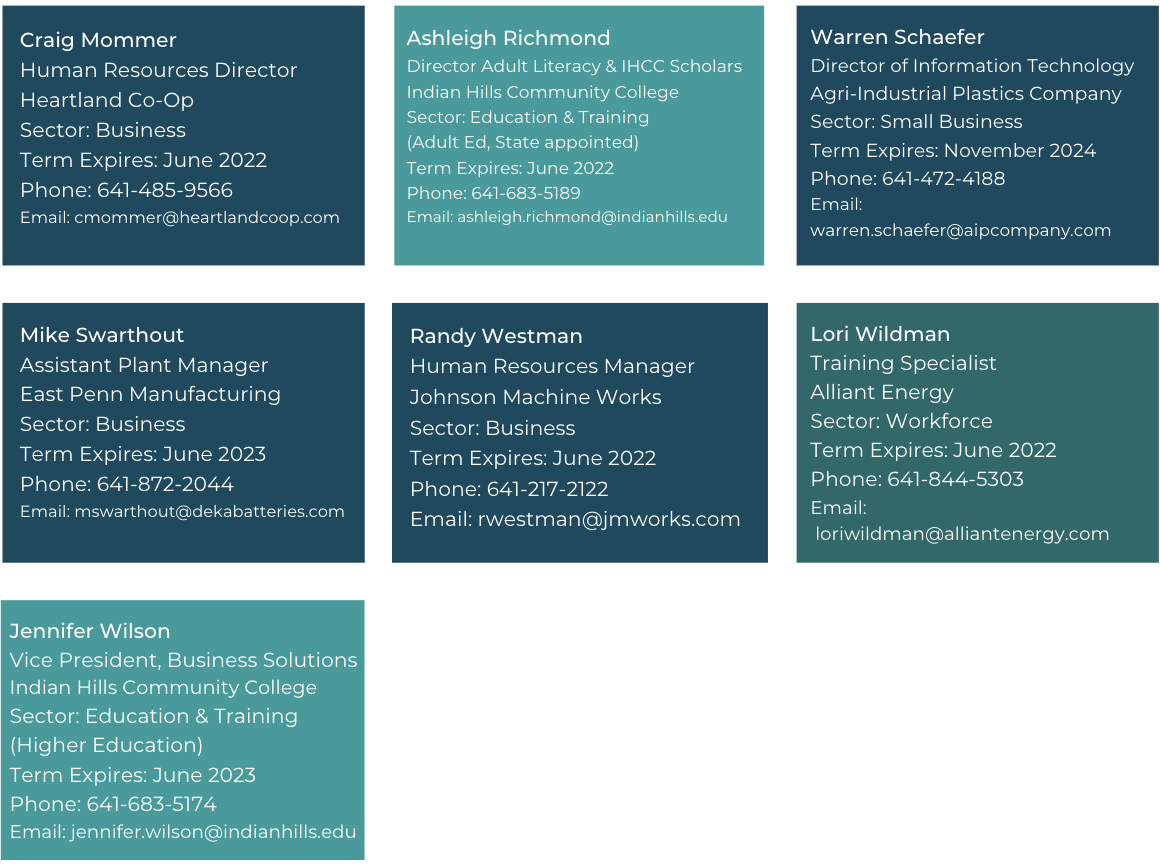 Craig Mommer
Human Resources Director
Heartland Co-Op
Sector: Business
Term Expires: June 2022
Phone: 641-485-9566
Email: cmommer@heartlandcoop.com
Ashleigh Richmond
Director Adult Literacy & IHCC Scholars
Indian Hills Community College
Sector: Education & Training
(Adult Ed, State appointed)
Term Expires: June 2022
Phone: 641-683-5189
Email: ashleigh.richmond@indianhills.edu
Warren Schaefer
Director of Information Technology
Agri-Industrial Plastics Company
Sector: Small Business
Term Expires: November 2024
Phone: 641-472-4188
Email:
warren.schaefer@aipcompany.com
Mike Swarthout
Assistant Plant Manager
East Penn Manufacturing
Sector: Business
Term Expires: June 2023
Phone: 641-872-2044
Email: mswarthout@dekabatteries.com
Randy Westman
Human Resources Manager
Johnson Machine Works
Sector: Business
Term Expires: June 2022
Phone: 641-217-2122
Email: rwestman@jmworks.com
Lori Wildman
Training Specialist
Alliant Energy
Sector: Workforce
Term Expires: June 2022
Phone: 641-844-5303
Email:
loriwildman@alliantenergy.com
Jennifer Wilson
Vice President, Business Solutions
Indian Hills Community College
Sector: Education & Training
(Higher Education)
Term Expires: June 2023
Phone: 641-683-5174
Email: jennifer.wilson@indianhills.edu